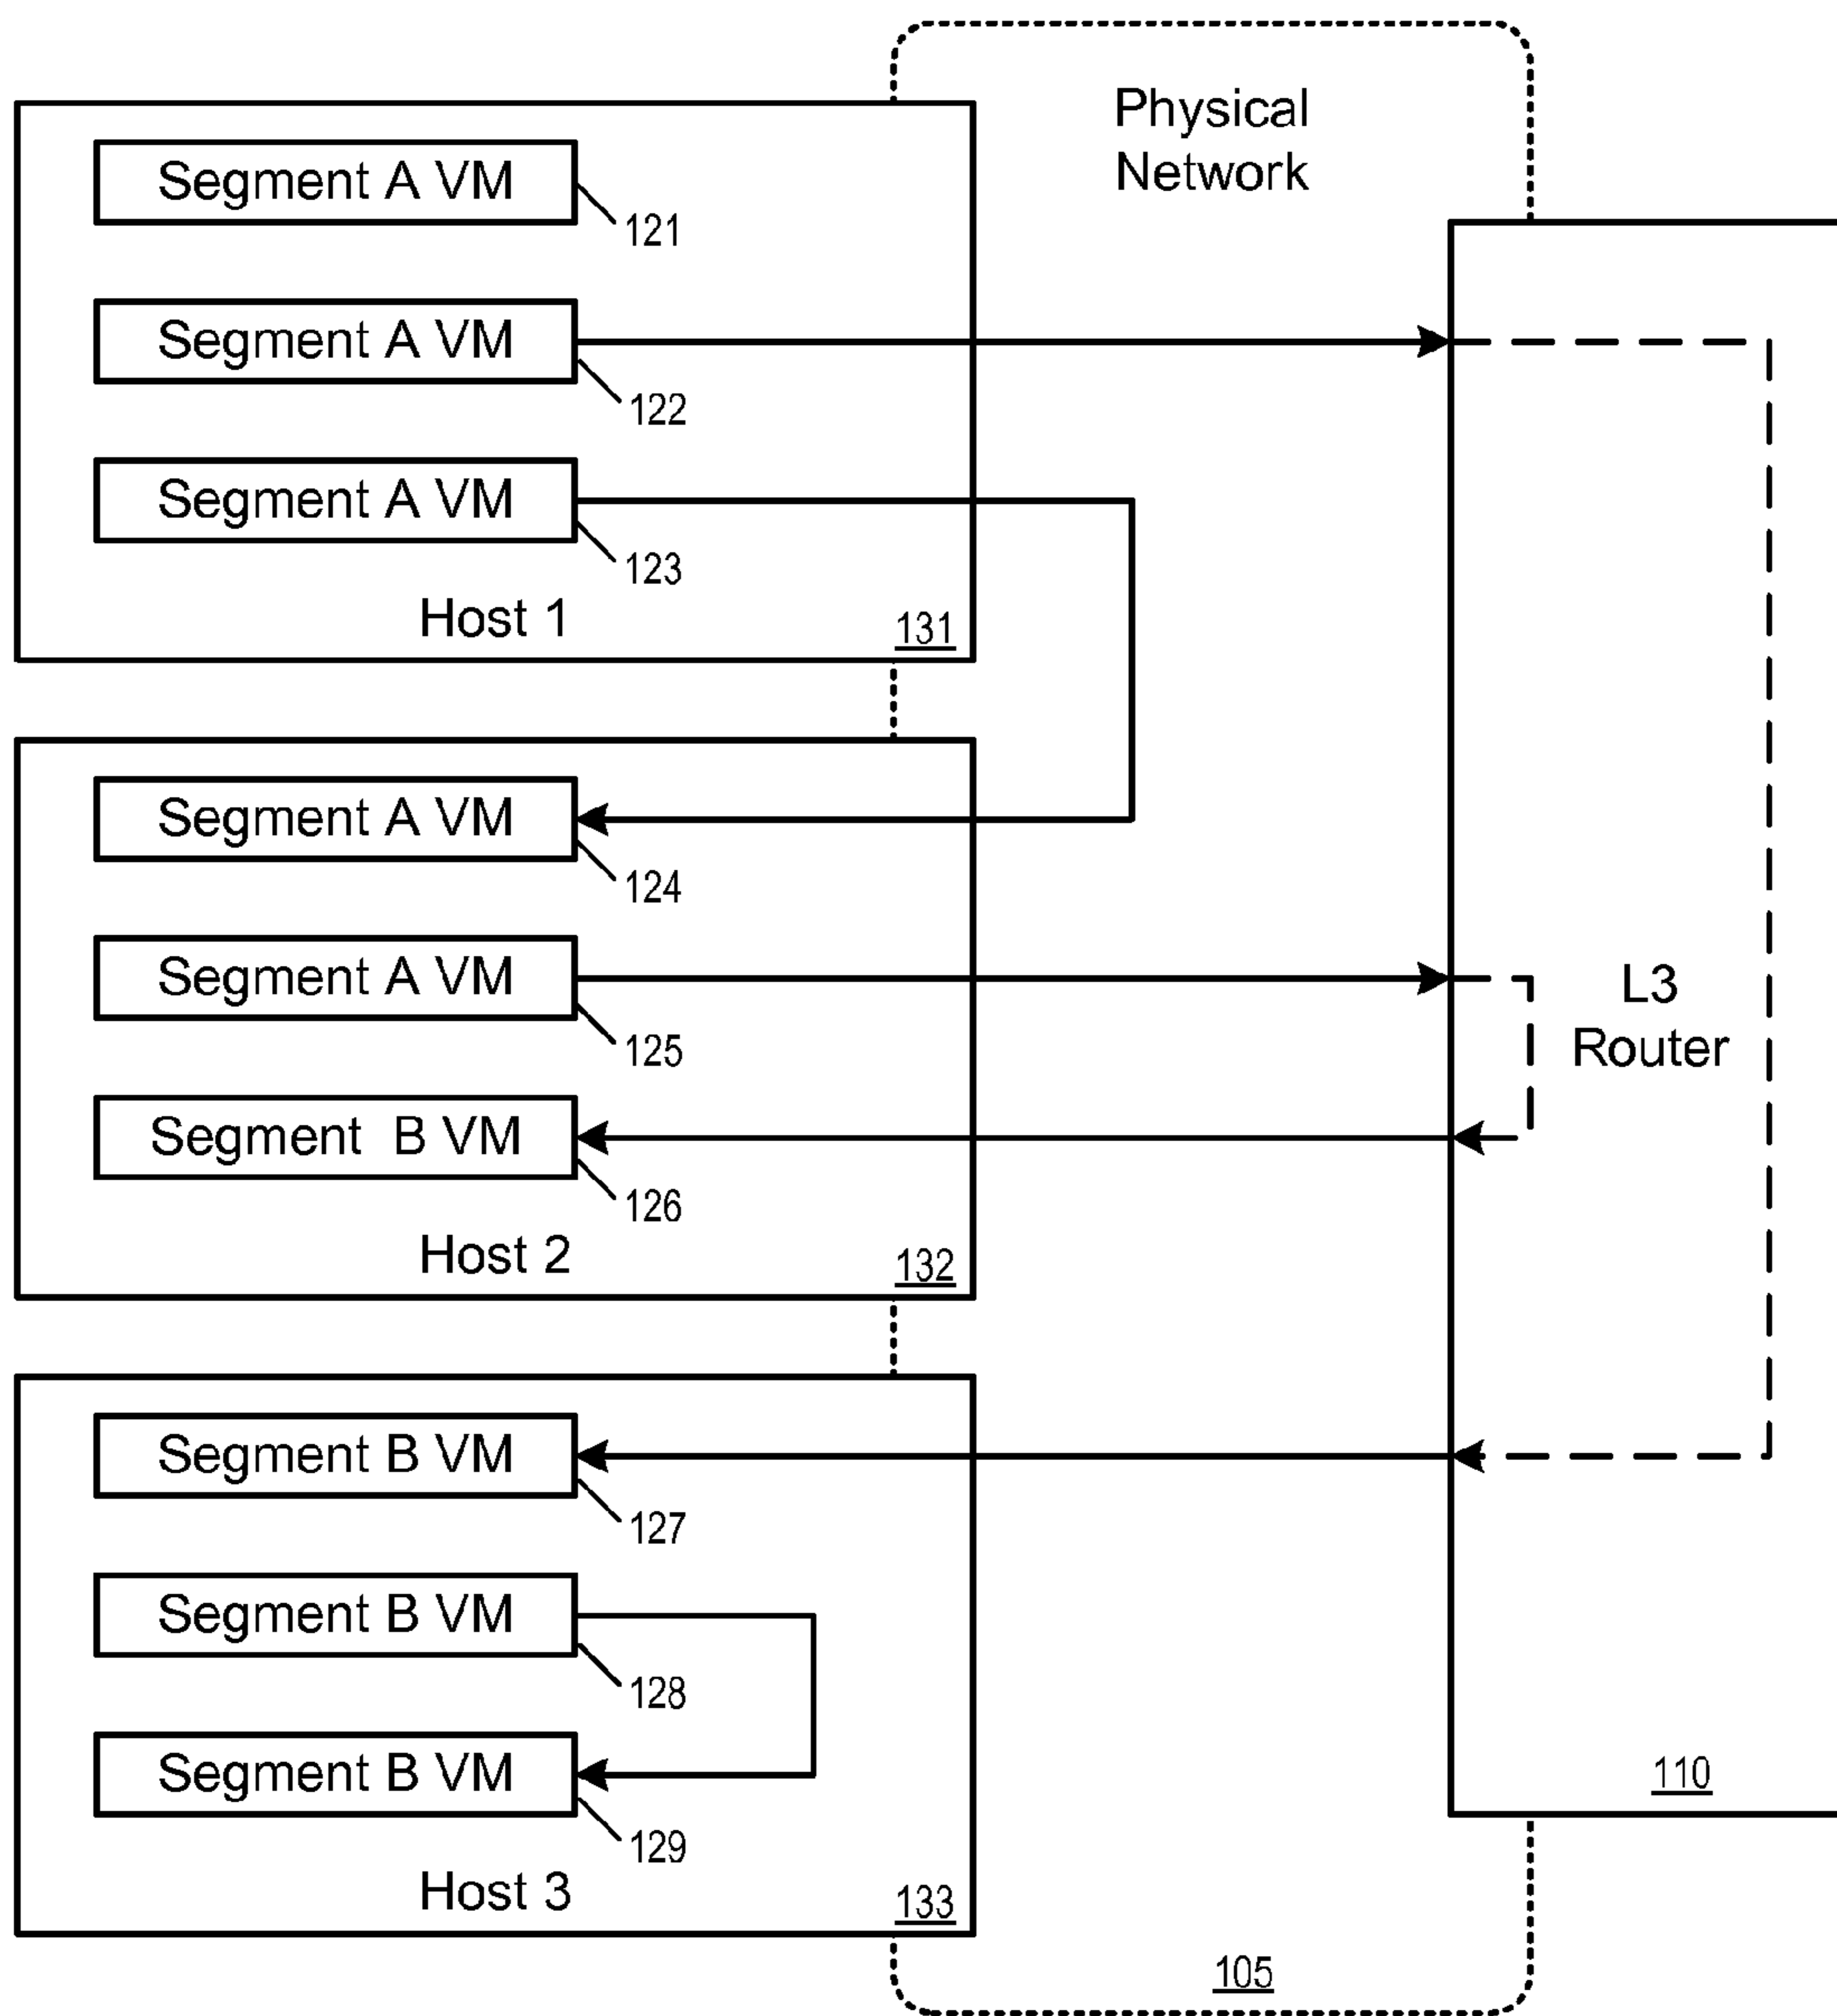 Physical
Network
Segment A VM
121
Segment A VM
122
Segment A VM
123
Host 1
131
Segment A VM
124
Segment A VM
125
L3
Router
Segment B VM
126
Host 2
132
Segment B VM
127
Segment B VM
128
Segment B VM
129
110
Host 3
133
105